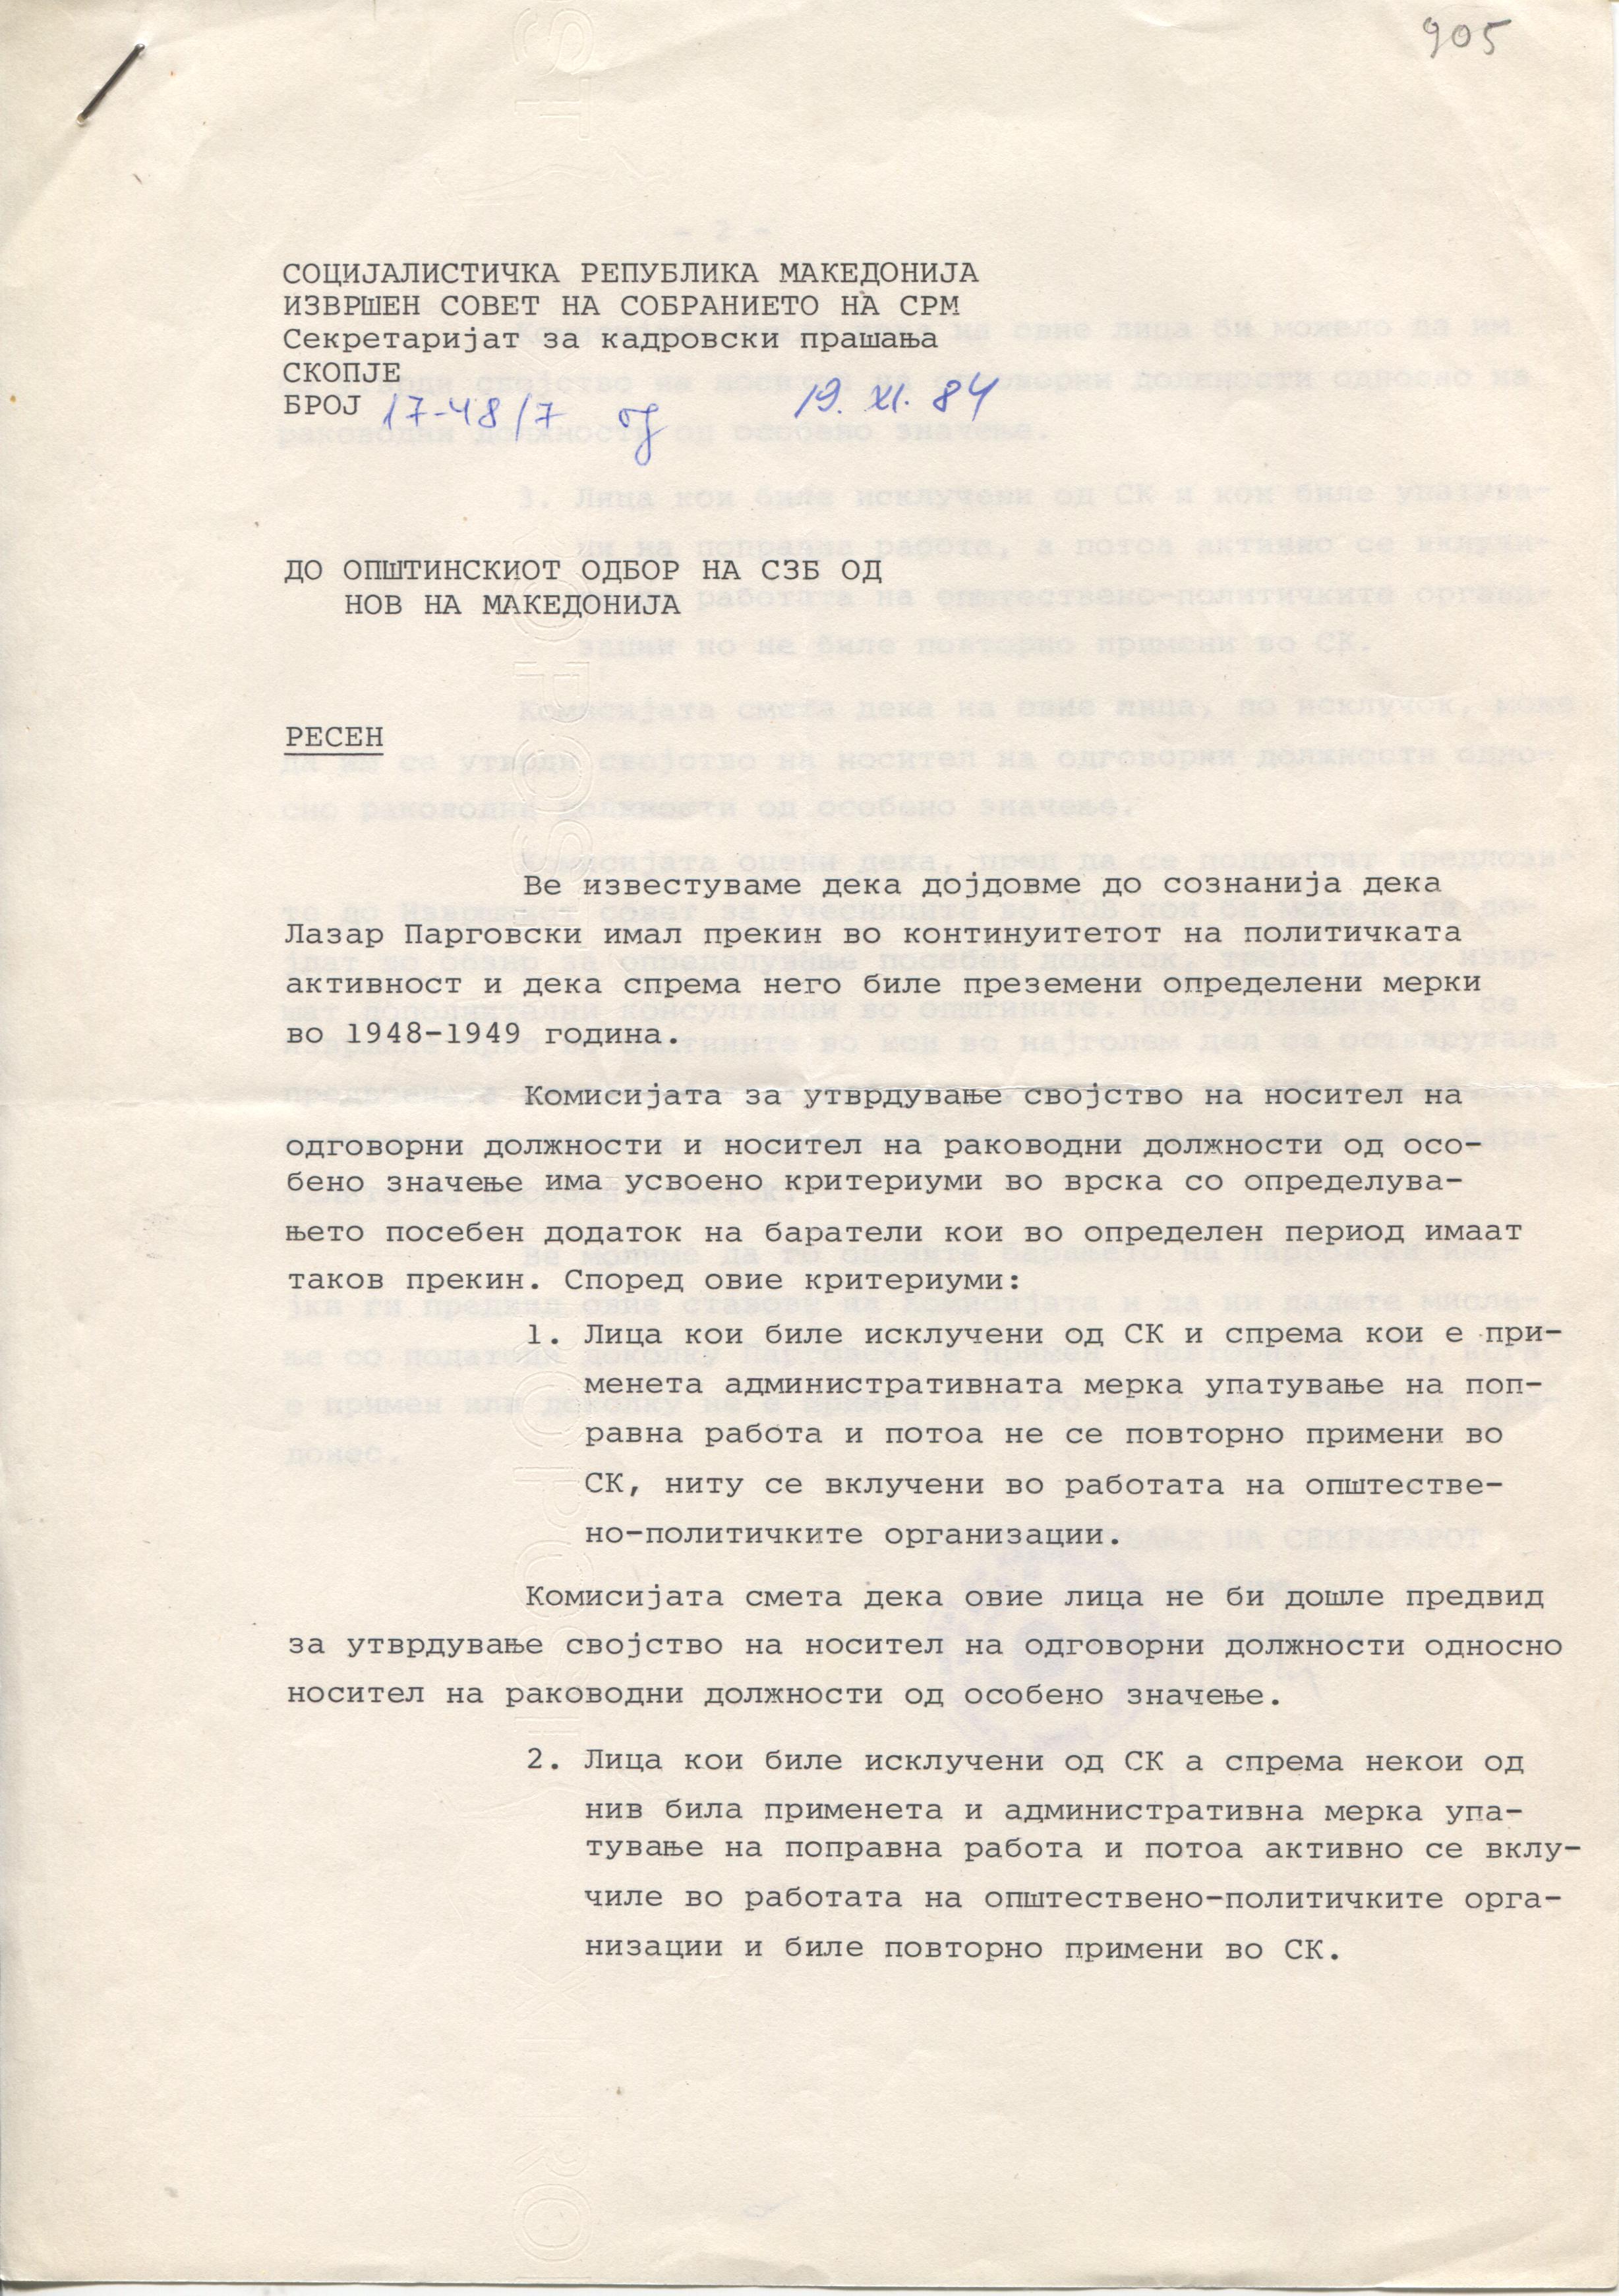 905
СОЦИЈАЛИСТИЧКА РЕПУБЛИКА МАКЕДОНИЈА
ИЗВРШЕН СОВЕТ НА СОБРАНИЕТО НА СРМ
Секретаријат за кадровски прашања
СКОПЈЕ
БРОЈ 17-48/7 од 19. XI. 84
ДО ОПШТИНСКИОТ ОДБОР НА СЗБ ОД
НОВ НА МАКЕДОНИЈА
РЕСЕН
Ве известуваме дека дојдовме до сознанија дека
Лазар Парговски имал прекин во континуитетот на политичката
активност и дека спрема него биле преземени определени мерки
во 1948-1949 година.
Комисијата за утврдување својство на носител на
одговорни должности и носител на раководни должности од осо-
бено значење има усвоено критериуми во врска со определува-
њето посебен додаток на баратели кои во определен период имаат
таков прекин. Според овие критериуми:
1. Лица кои биле исклучени од СК и спрема кои е при-
менета административната мерка упатување на поп-
равна работа и потоа не се повторно примени во
СК, ниту се вклучени во работата на општестве-
но-политичките организации.
Комисијата смета дека овие лица не би дошле предвид
за утврдување својство на носител на одговорни должности односно
носител на раководни должности од особено значење.
2. Лица кои биле исклучени од СК а спрема некои од
нив била применета и административна мерка упа-
тување на поправна работа и потоа активно се вклу-
чиле во работата на општествено-политичките орга-
низации и биле повторно примени во СК.